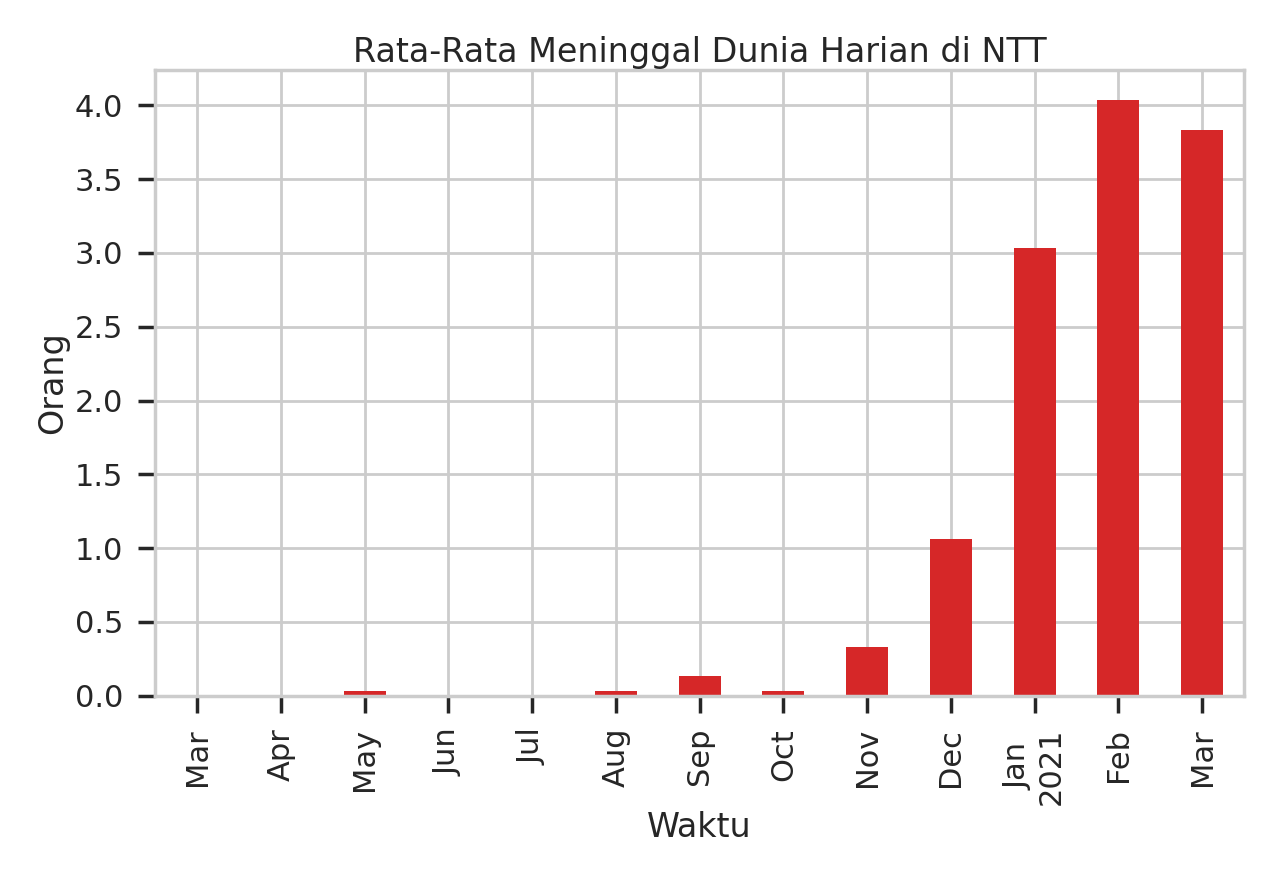 Rata-Rata Meninggal Dunia Harian di NTT
4.0
3.5
3.0
2.5
2.0
1.5
1.0
0.5
0.0
Orang
Mar
Apr
May
Jun
Jul
Aug
Sep
Oct
Nov
Dec
Jan
2021
Feb
Mar
Waktu